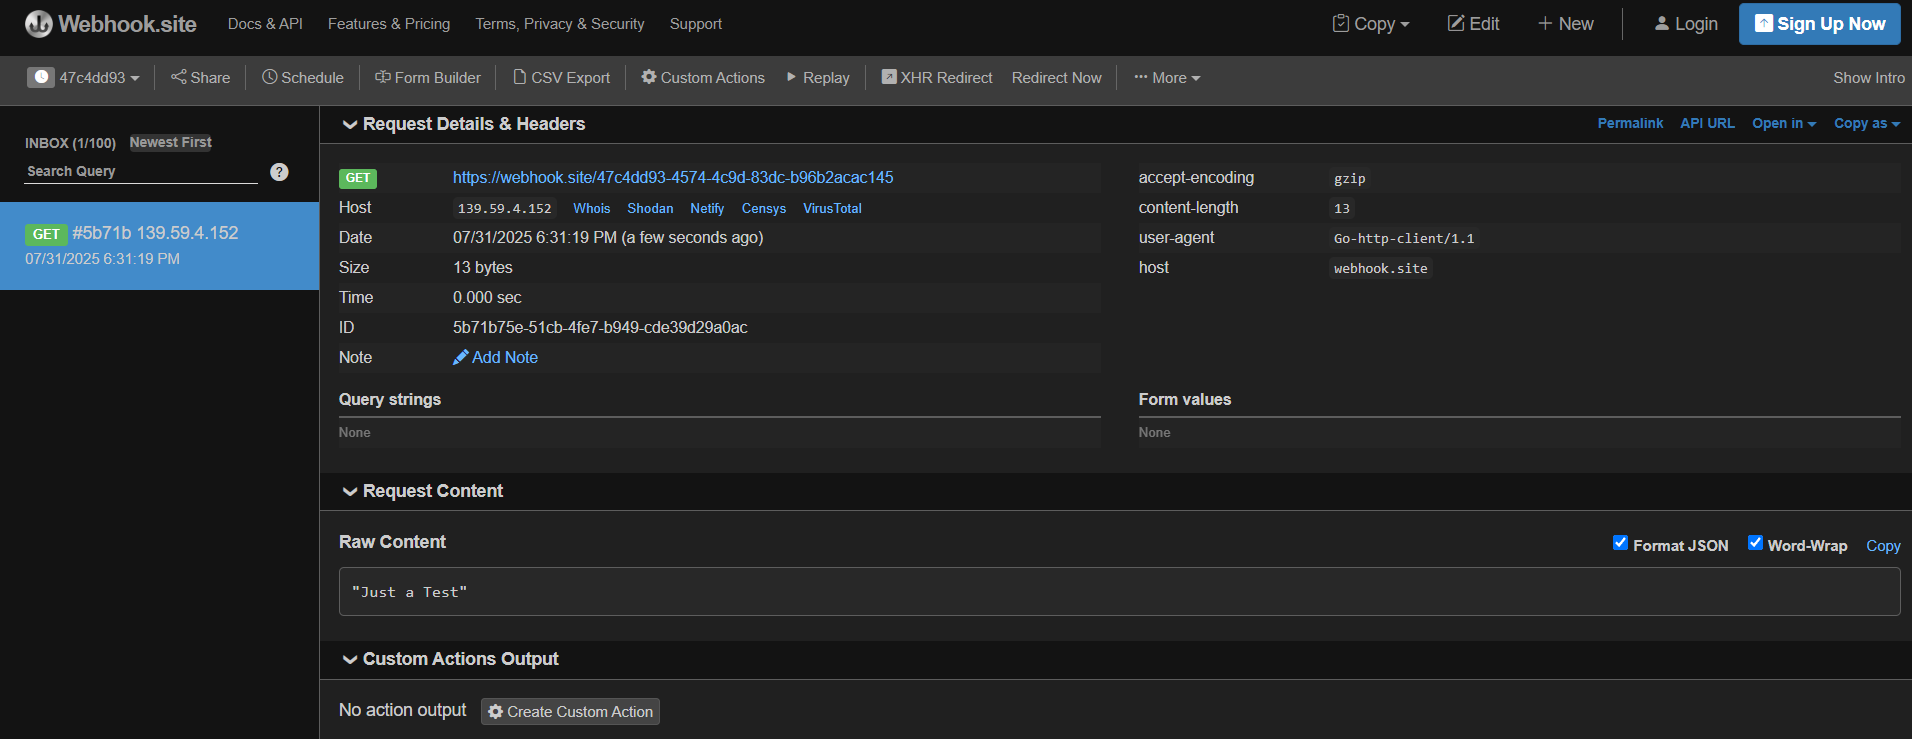 Webhook.site Docs & API Features & Pricing Terms, Privacy & Security Support Copy Edit New Login Sign Up Now
47c4dd93 Share Schedule Form Builder CSV Export Custom Actions Replay XHR Redirect Redirect Now More Show Intro
INBOX (1/100) Newest First
Search Query ?
GET #5b71b 139.59.4.152
07/31/2025 6:31:19 PM
Request Details & Headers Permalink API URL Open in Copy as
GET https://webhook.site/47c4dd93-4574-4c9d-83dc-b96b2acac145
Host 139.59.4.152 Whois Shodan Netify Censys VirusTotal
Date 07/31/2025 6:31:19 PM (a few seconds ago)
Size 13 bytes
Time 0.000 sec
ID 5b71b75e-51cb-4fe7-b949-cde39d29a0ac
Note Add Note
accept-encoding gzip
content-length 13
user-agent Go-http-client/1.1
host webhook.site
Query strings
None
Form values
None
Request Content
Raw Content Format JSON Word-Wrap Copy
"Just a Test"
Custom Actions Output
No action output Create Custom Action